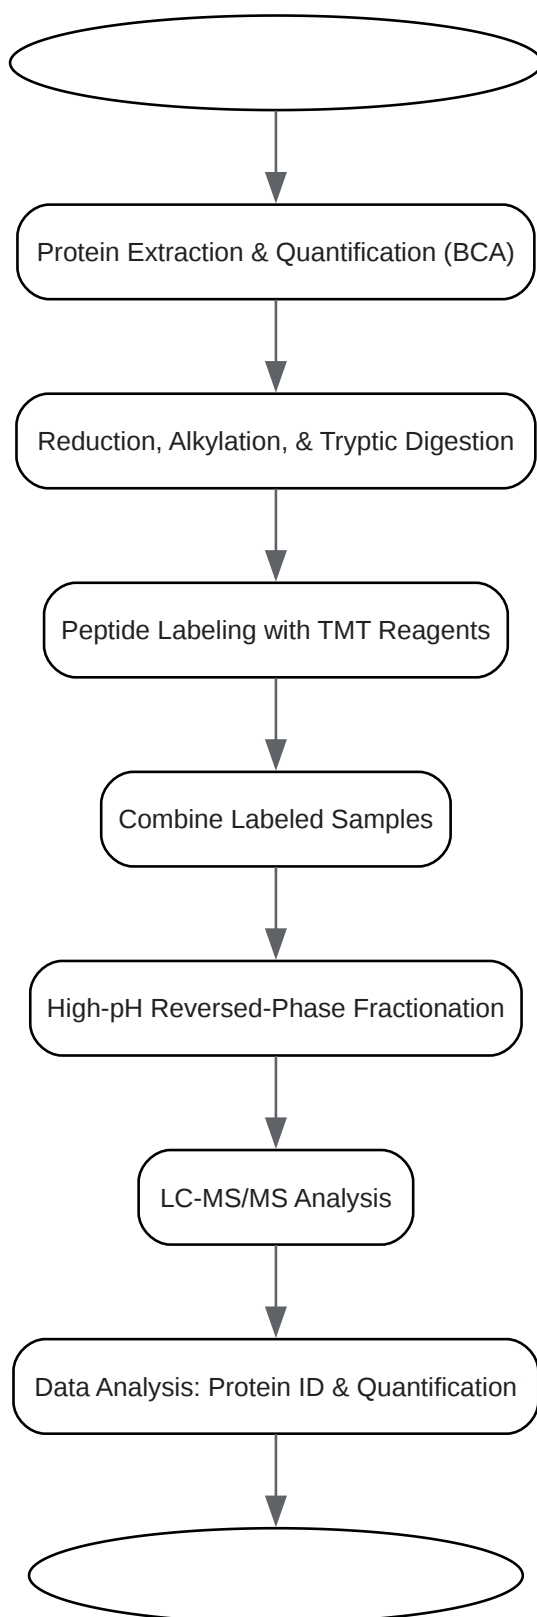 Protein Extraction & Quantification (BCA)
Reduction, Alkylation, & Tryptic Digestion
Peptide Labeling with TMT Reagents
Combine Labeled Samples
High-pH Reversed-Phase Fractionation
LC-MS/MS Analysis
Data Analysis: Protein ID & Quantification